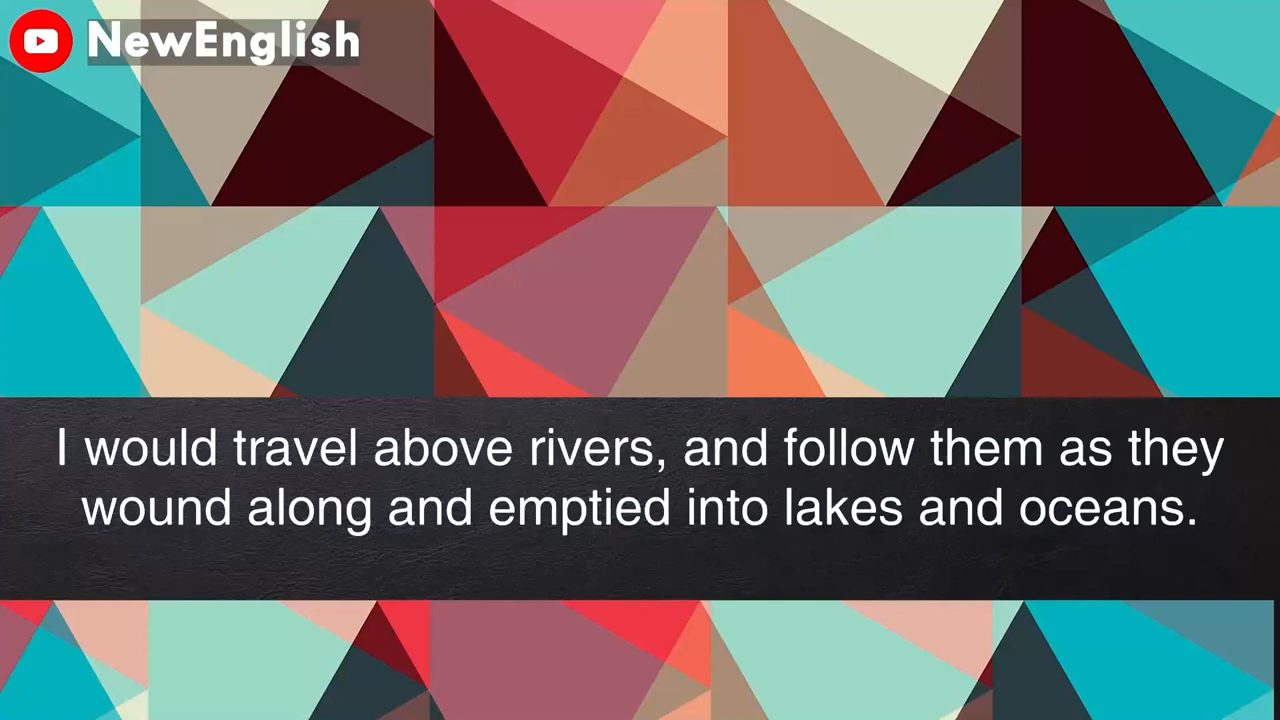 NewEnglish
I would travel above rivers, and follow them as they
wound along and emptied into lakes and oceans.